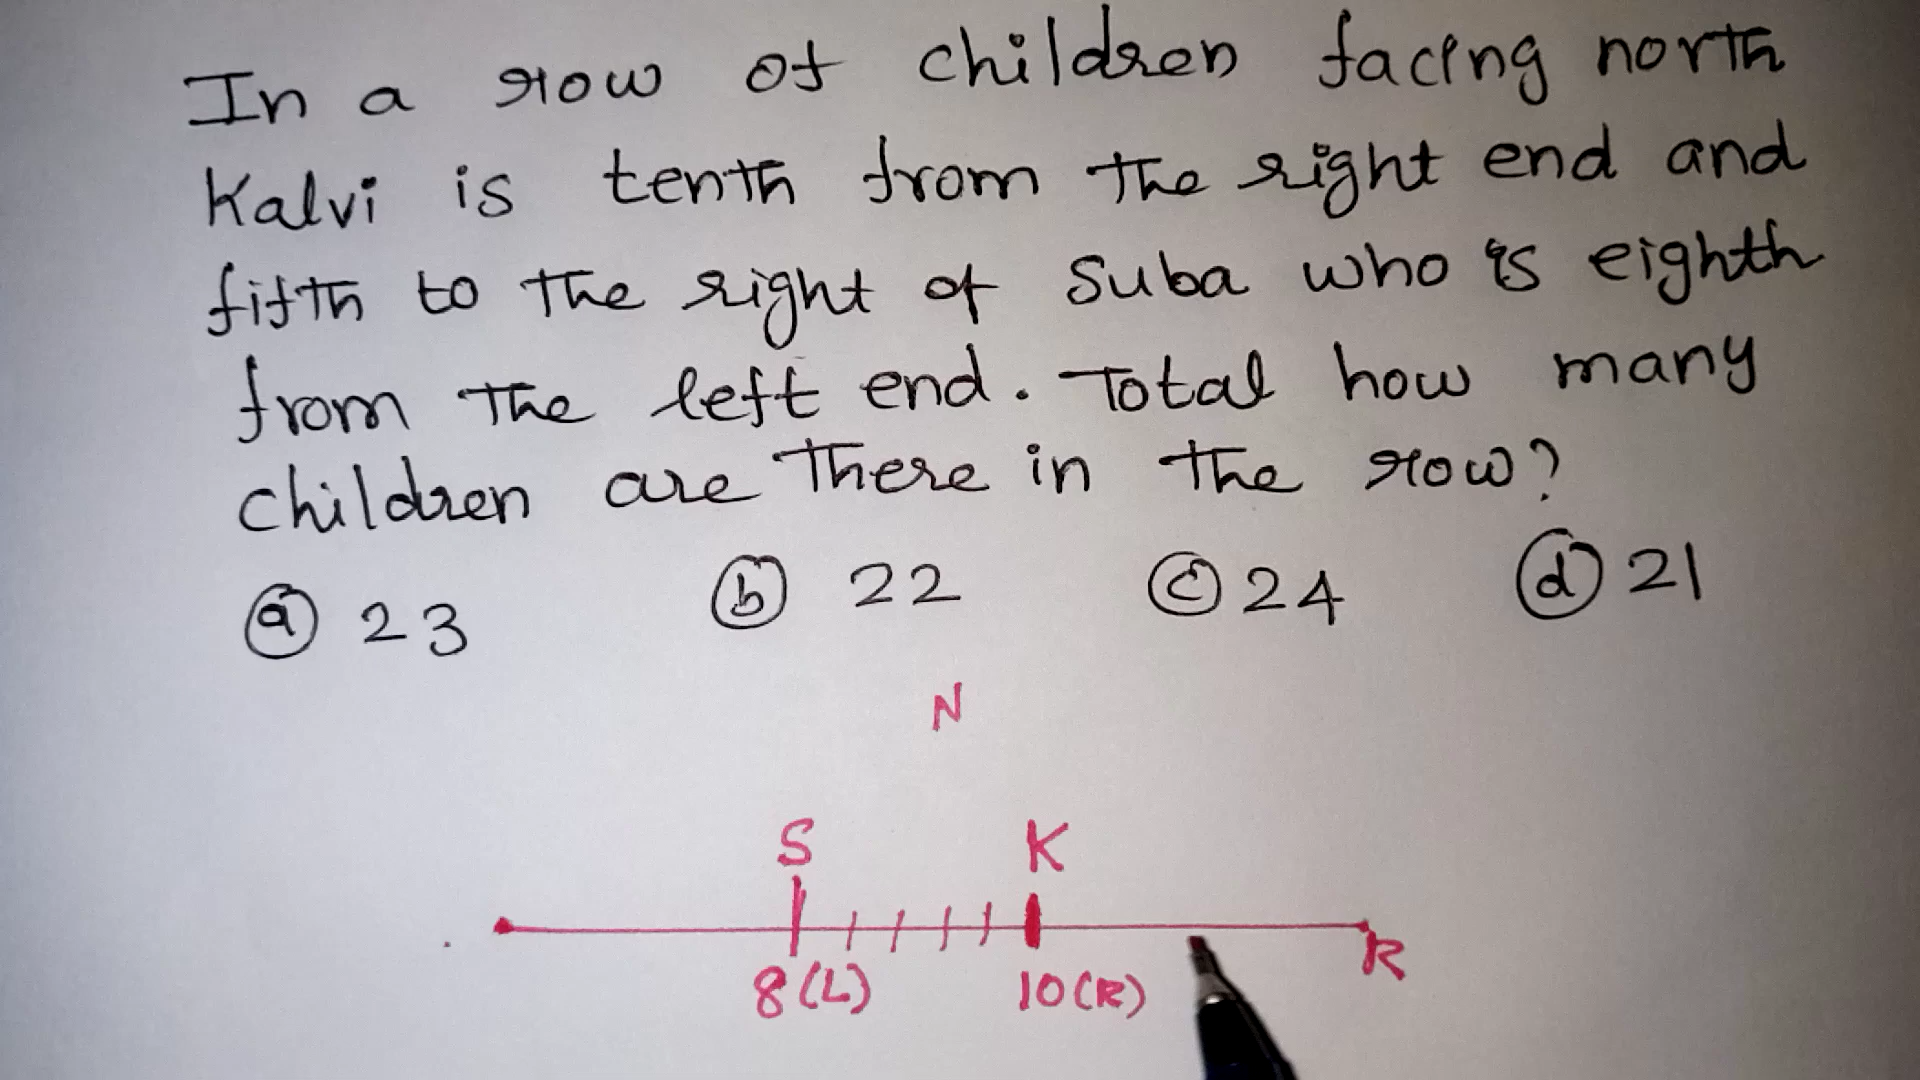 In a row of children facing north
Kalvi is tenth from the right end and
fifth to the right of Suba who is eighth
from the left end. Total how many
children are there in the row?
ⓐ 23 ⓑ 22 ⓒ 24 ⓓ 21
N
S K
R
8(L) 10(R)